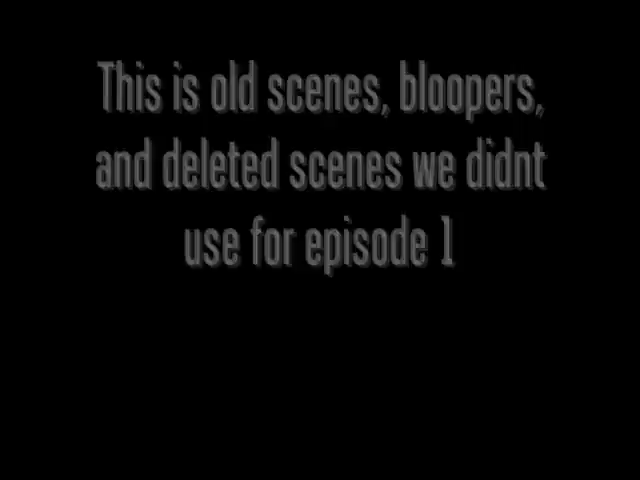 This is old scenes, bloopers,
and deleted scenes we didnt
use for episode 1